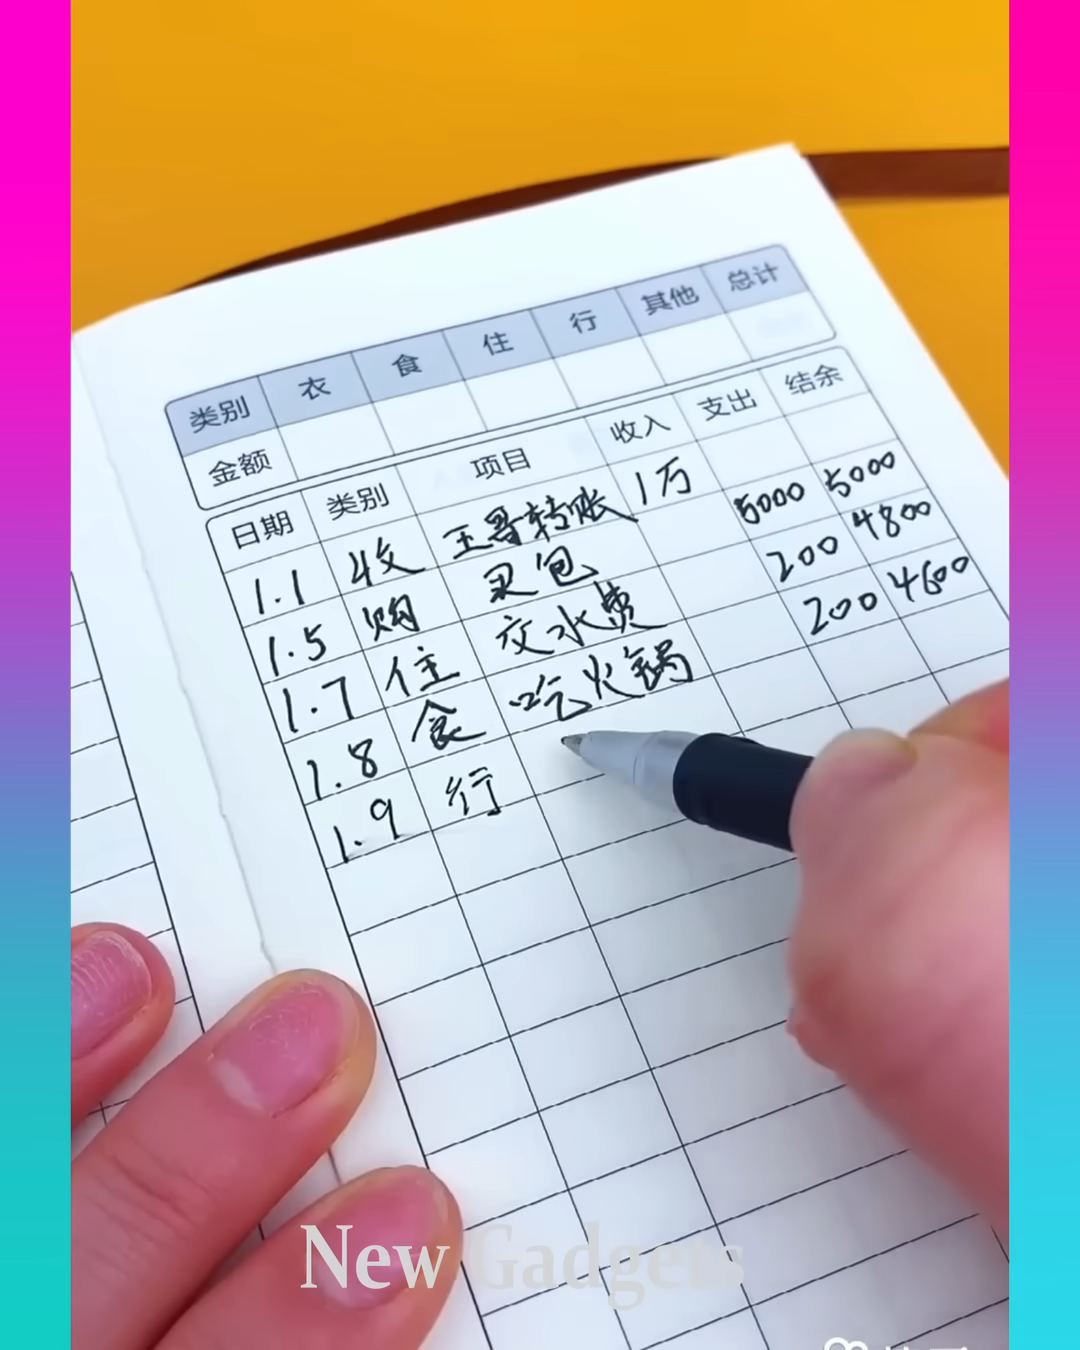 类别 衣 食 住 行 其他 总计
金额
日期 类别 项目 收入 支出 结余
1.1 收 王哥转账 1万
1.5 购 买包 5000 5000
1.7 住 交水费 200 4800
1.8 食 吃火锅 200 4600
1.9 行
New Gadgets